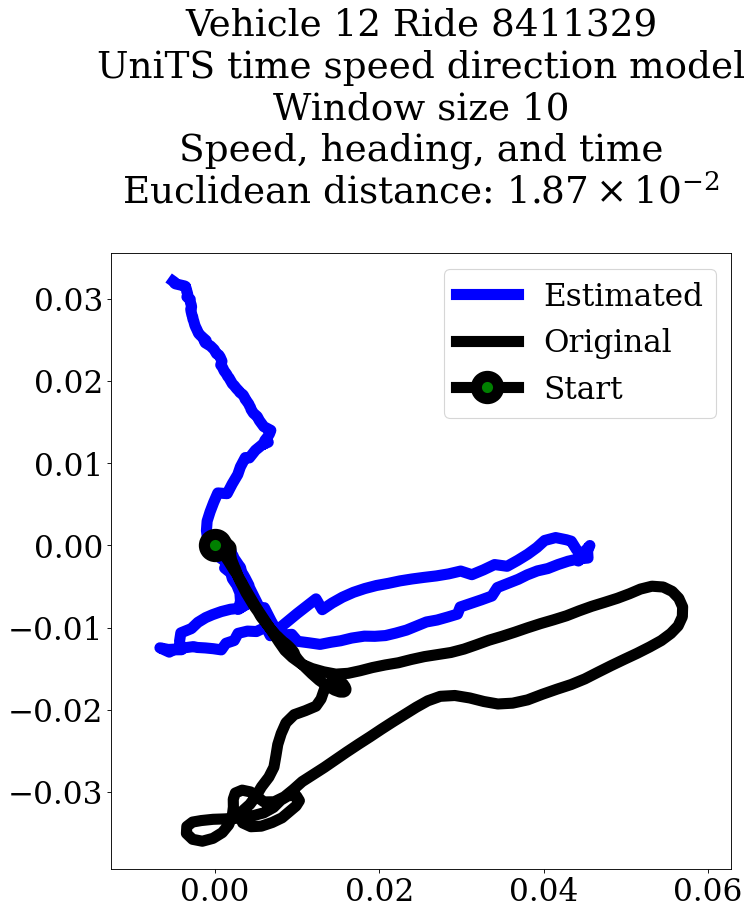 Vehicle 12 Ride 8411329
UniTS time speed direction model
Window size 10
Speed, heading, and time
Euclidean distance: 1.87 × 10⁻²
Estimated
Original
Start
0.03
0.02
0.01
0.00
−0.01
−0.02
−0.03
0.00 0.02 0.04 0.06